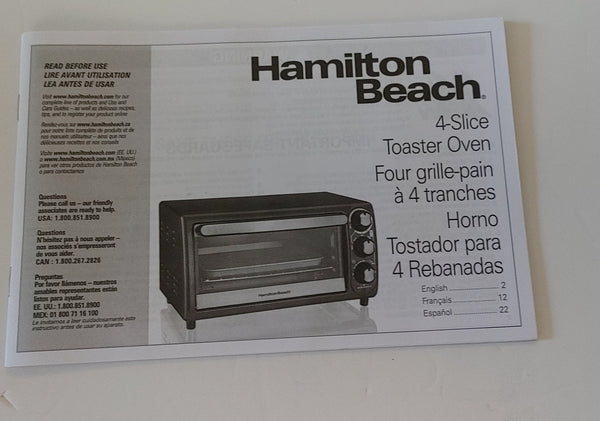 READ BEFORE USE
LIRE AVANT UTILISATION
LEA ANTES DE USAR
Visit www.hamiltonbeach.com for our
complete line of products and Use and
Care Guides – as well as delicious recipes,
tips, and to register your product online
Rendez-vous sur www.hamiltonbeach.ca
pour notre liste complète de produits et de
nos manuels utilisateur – ainsi que nos
délicieuses recettes et nos conseils
Visite www.hamiltonbeach.com (EE. UU.)
o www.hamiltonbeach.com.mx (México)
para ver otros productos de Hamilton Beach
o para contactarnos
Questions
Please call us – our friendly
associates are ready to help.
USA: 1.800.851.8900
Questions
N'hésitez pas à nous appeler –
nos associés s'empresseront
de vous aider.
CAN : 1.800.267.2826
Preguntas
Por favor llámenos – nuestros
amables representantes están
listos para ayudar.
EE. UU.: 1.800.851.8900
MEX: 01 800 71 16 100
Le invitamos a leer cuidadosamente este
instructivo antes de usar su aparato.
Hamilton
Beach®
4-Slice
Toaster Oven
Four grille-pain
à 4 tranches
Horno
Tostador para
4 Rebanadas
English 2
Français 12
Español 22
Hamilton Beach